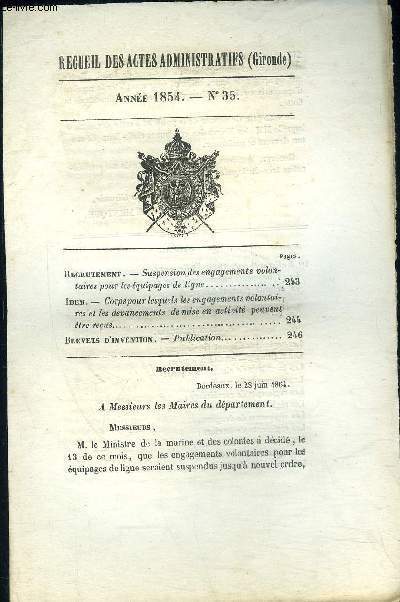 RECUEIL DES ACTES ADMINISTRATIFS (Gironde)
ANNÉE 1854. — N° 35.
Pages.
RECRUTEMENT. — Suspension des engagements volon-
taires pour les équipages de ligne................ 243
IDEM. — Corps pour lesquels les engagements volontai-
res et les devancements de mise en activité peuvent
être reçus.................................. 244
BREVETS D'INVENTION. — Publication............... 246
Recrutement.
Bordeaux, le 28 juin 1854.
A Messieurs les Maires du département.
MESSIEURS,
M. le Ministre de la marine et des colonies a décidé, le
13 de ce mois, que les engagements volontaires pour les
équipages de ligne seraient suspendus jusqu'à nouvel ordre,